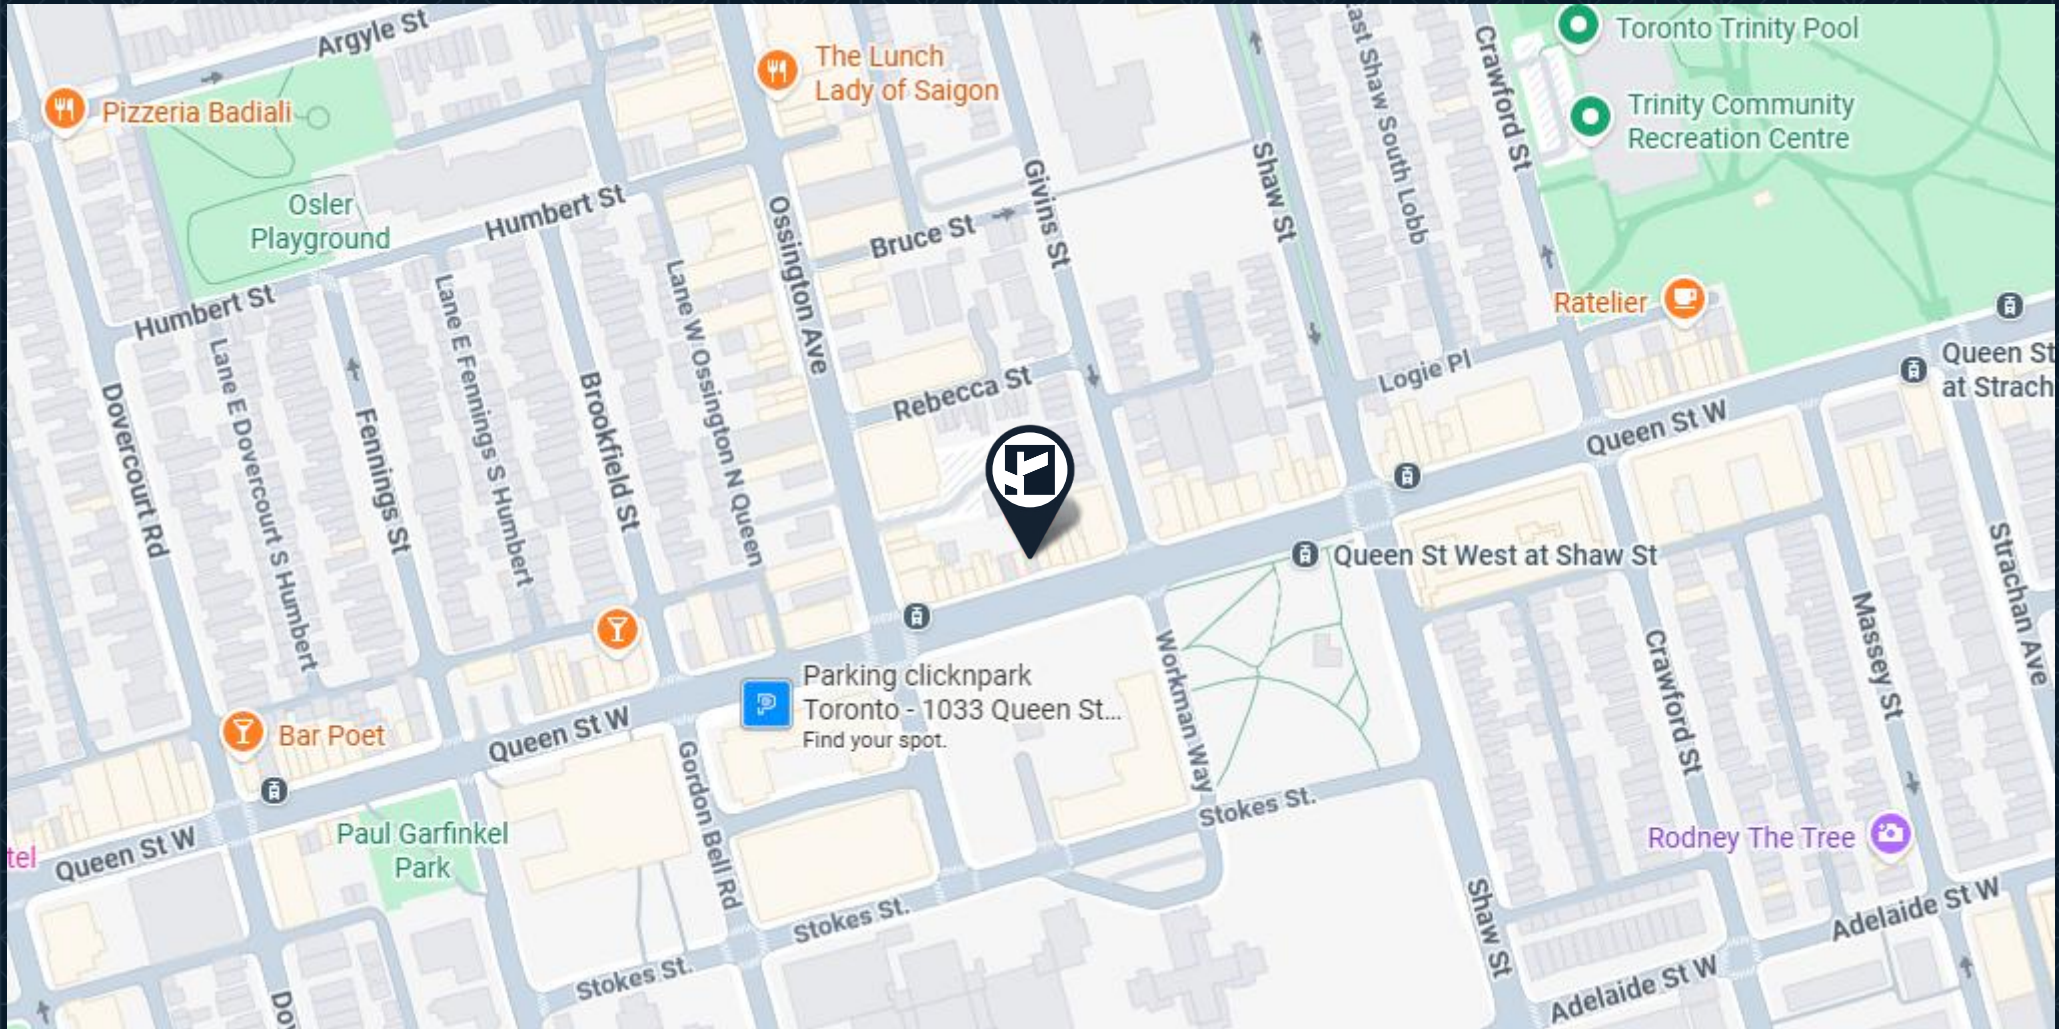 Argyle St
The Lunch
Lady of Saigon
Pizzeria Badiali
Toronto Trinity Pool
Trinity Community
Recreation Centre
East Shaw South Lobb
Crawford St
Shaw St
Givins St
Osler
Playground
Humbert St
Bruce St
Ossington Ave
Humbert St
Lane W Ossington N Queen
Lane E Fennings S Humbert
Lane E Dovercourt S Humbert
Ratelier
Logie Pl
Queen St
at Strach
Rebecca St
Brookfield St
Dovercourt Rd
Fennings St
Queen St W
Queen St West at Shaw St
Strachan Ave
Massey St
Crawford St
Workman Way
Parking clicknpark
Toronto - 1033 Queen St...
Find your spot.
Queen St W
Bar Poet
Gordon Bell Rd
Stokes St.
Paul Garfinkel
Park
Rodney The Tree
tel
Queen St W
Shaw St
Adelaide St W
Stokes St.
Stokes St.
Adelaide St W
Do